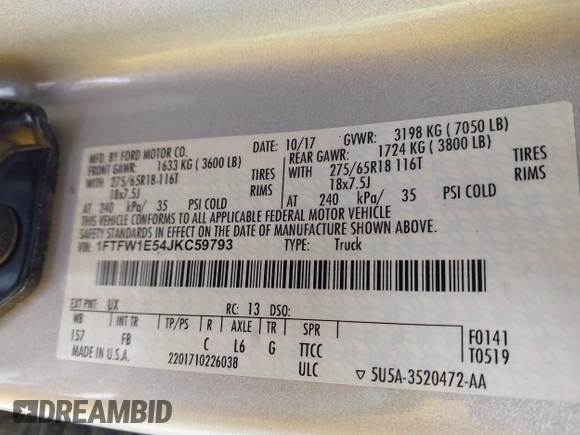 MFD. BY FORD MOTOR CO.
DATE: 10/17 GVWR: 3198 KG ( 7050 LB)
FRONT GAWR: 1633 KG ( 3600 LB) REAR GAWR: 1724 KG ( 3800 LB)
WITH 275/65R18 116T TIRES WITH 275/65R18 116T TIRES
18x7.5J RIMS 18x7.5J RIMS
AT 240 kPa/ 35 PSI COLD AT 240 kPa/ 35 PSI COLD
THIS VEHICLE CONFORMS TO ALL APPLICABLE FEDERAL MOTOR VEHICLE
SAFETY STANDARDS IN EFFECT ON THE DATE OF MANUFACTURE SHOWN ABOVE.
VIN: 1FTFW1E54JKC59793 TYPE: Truck
EXT PNT: UX RC: 13 DSO:
WB INT TR TP/PS R AXLE TR SPR F0141
157 FB C L6 G TTCC T0519
MADE IN U.S.A. 2201710226038 ULC ▽ 5U5A-3520472-AA
DREAMBID